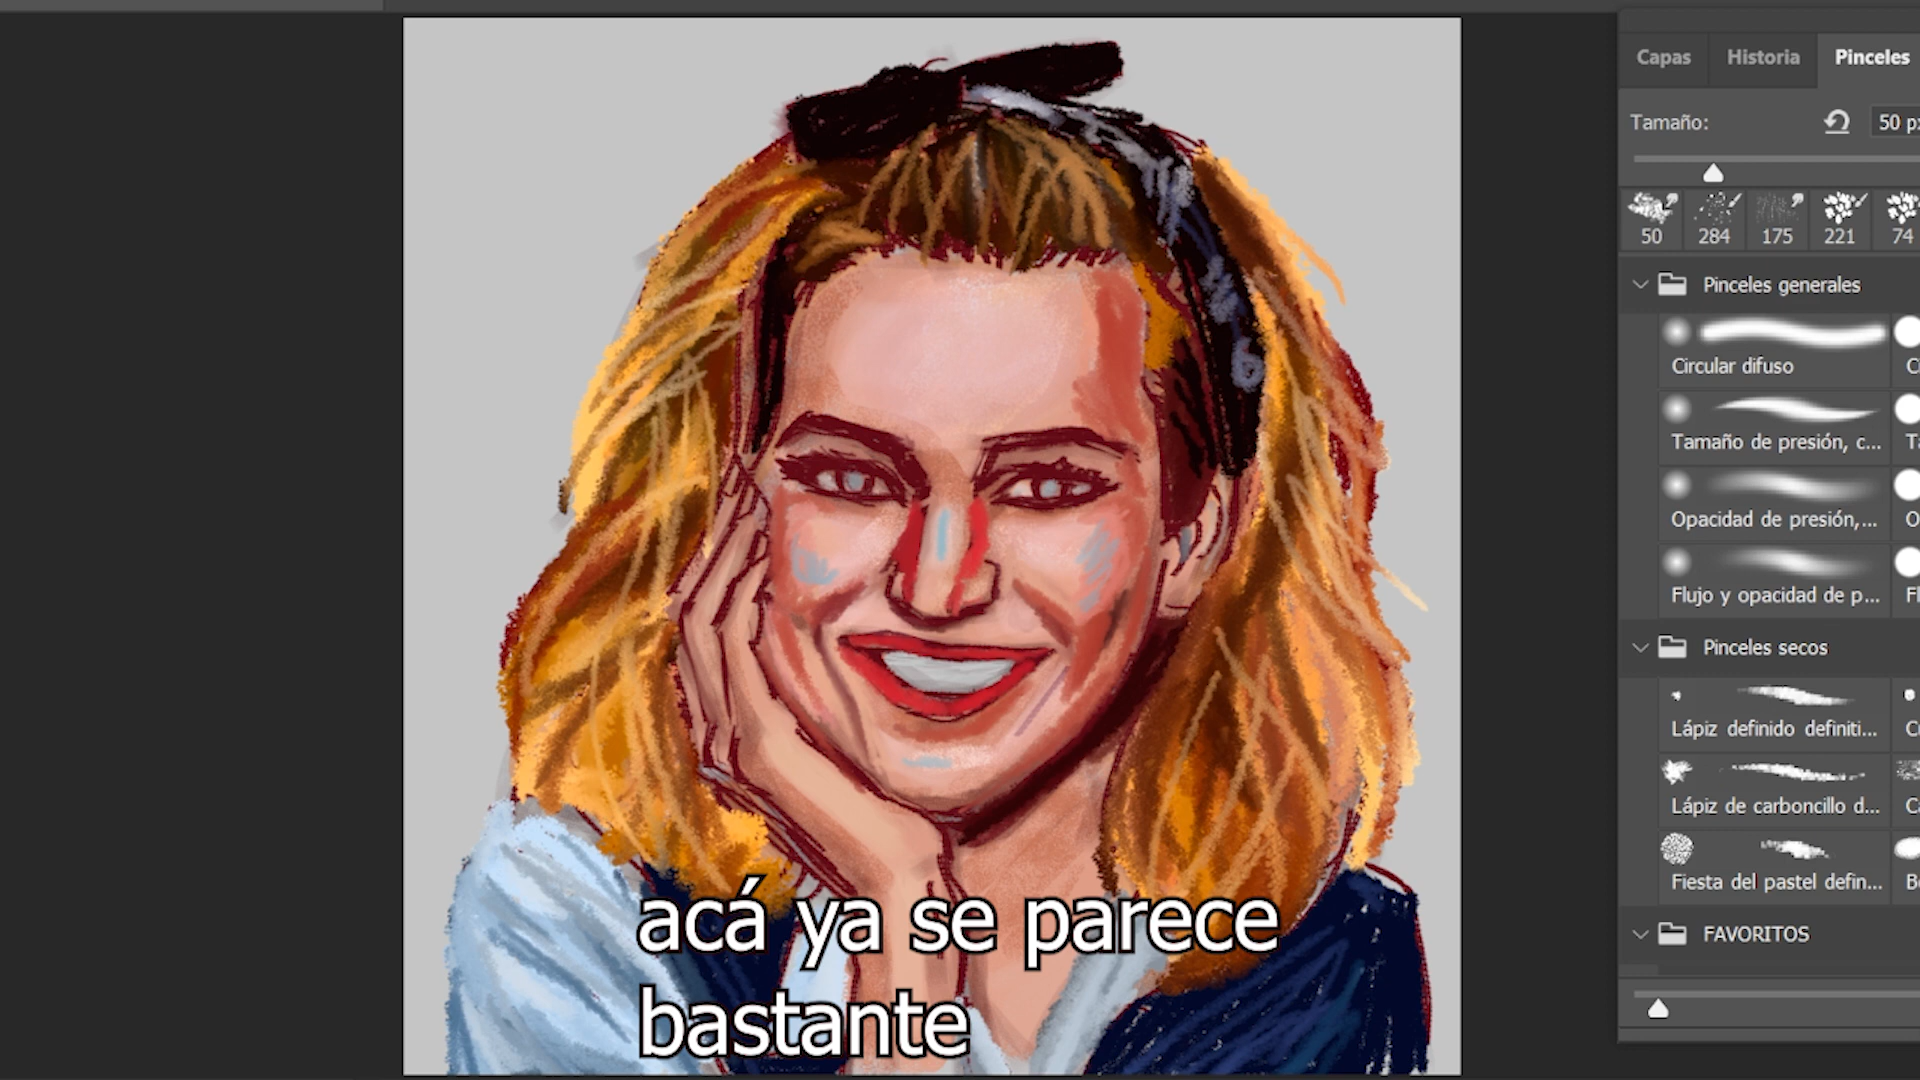 Capas Historia Pinceles
Tamaño: 50 px
50 284 175 221 74
Pinceles generales
Circular difuso
Tamaño de presión, c...
Opacidad de presión,...
Flujo y opacidad de p...
Pinceles secos
Lápiz definido definiti...
Lápiz de carboncillo d...
Fiesta del pastel defin...
FAVORITOS
acá ya se parece
bastante